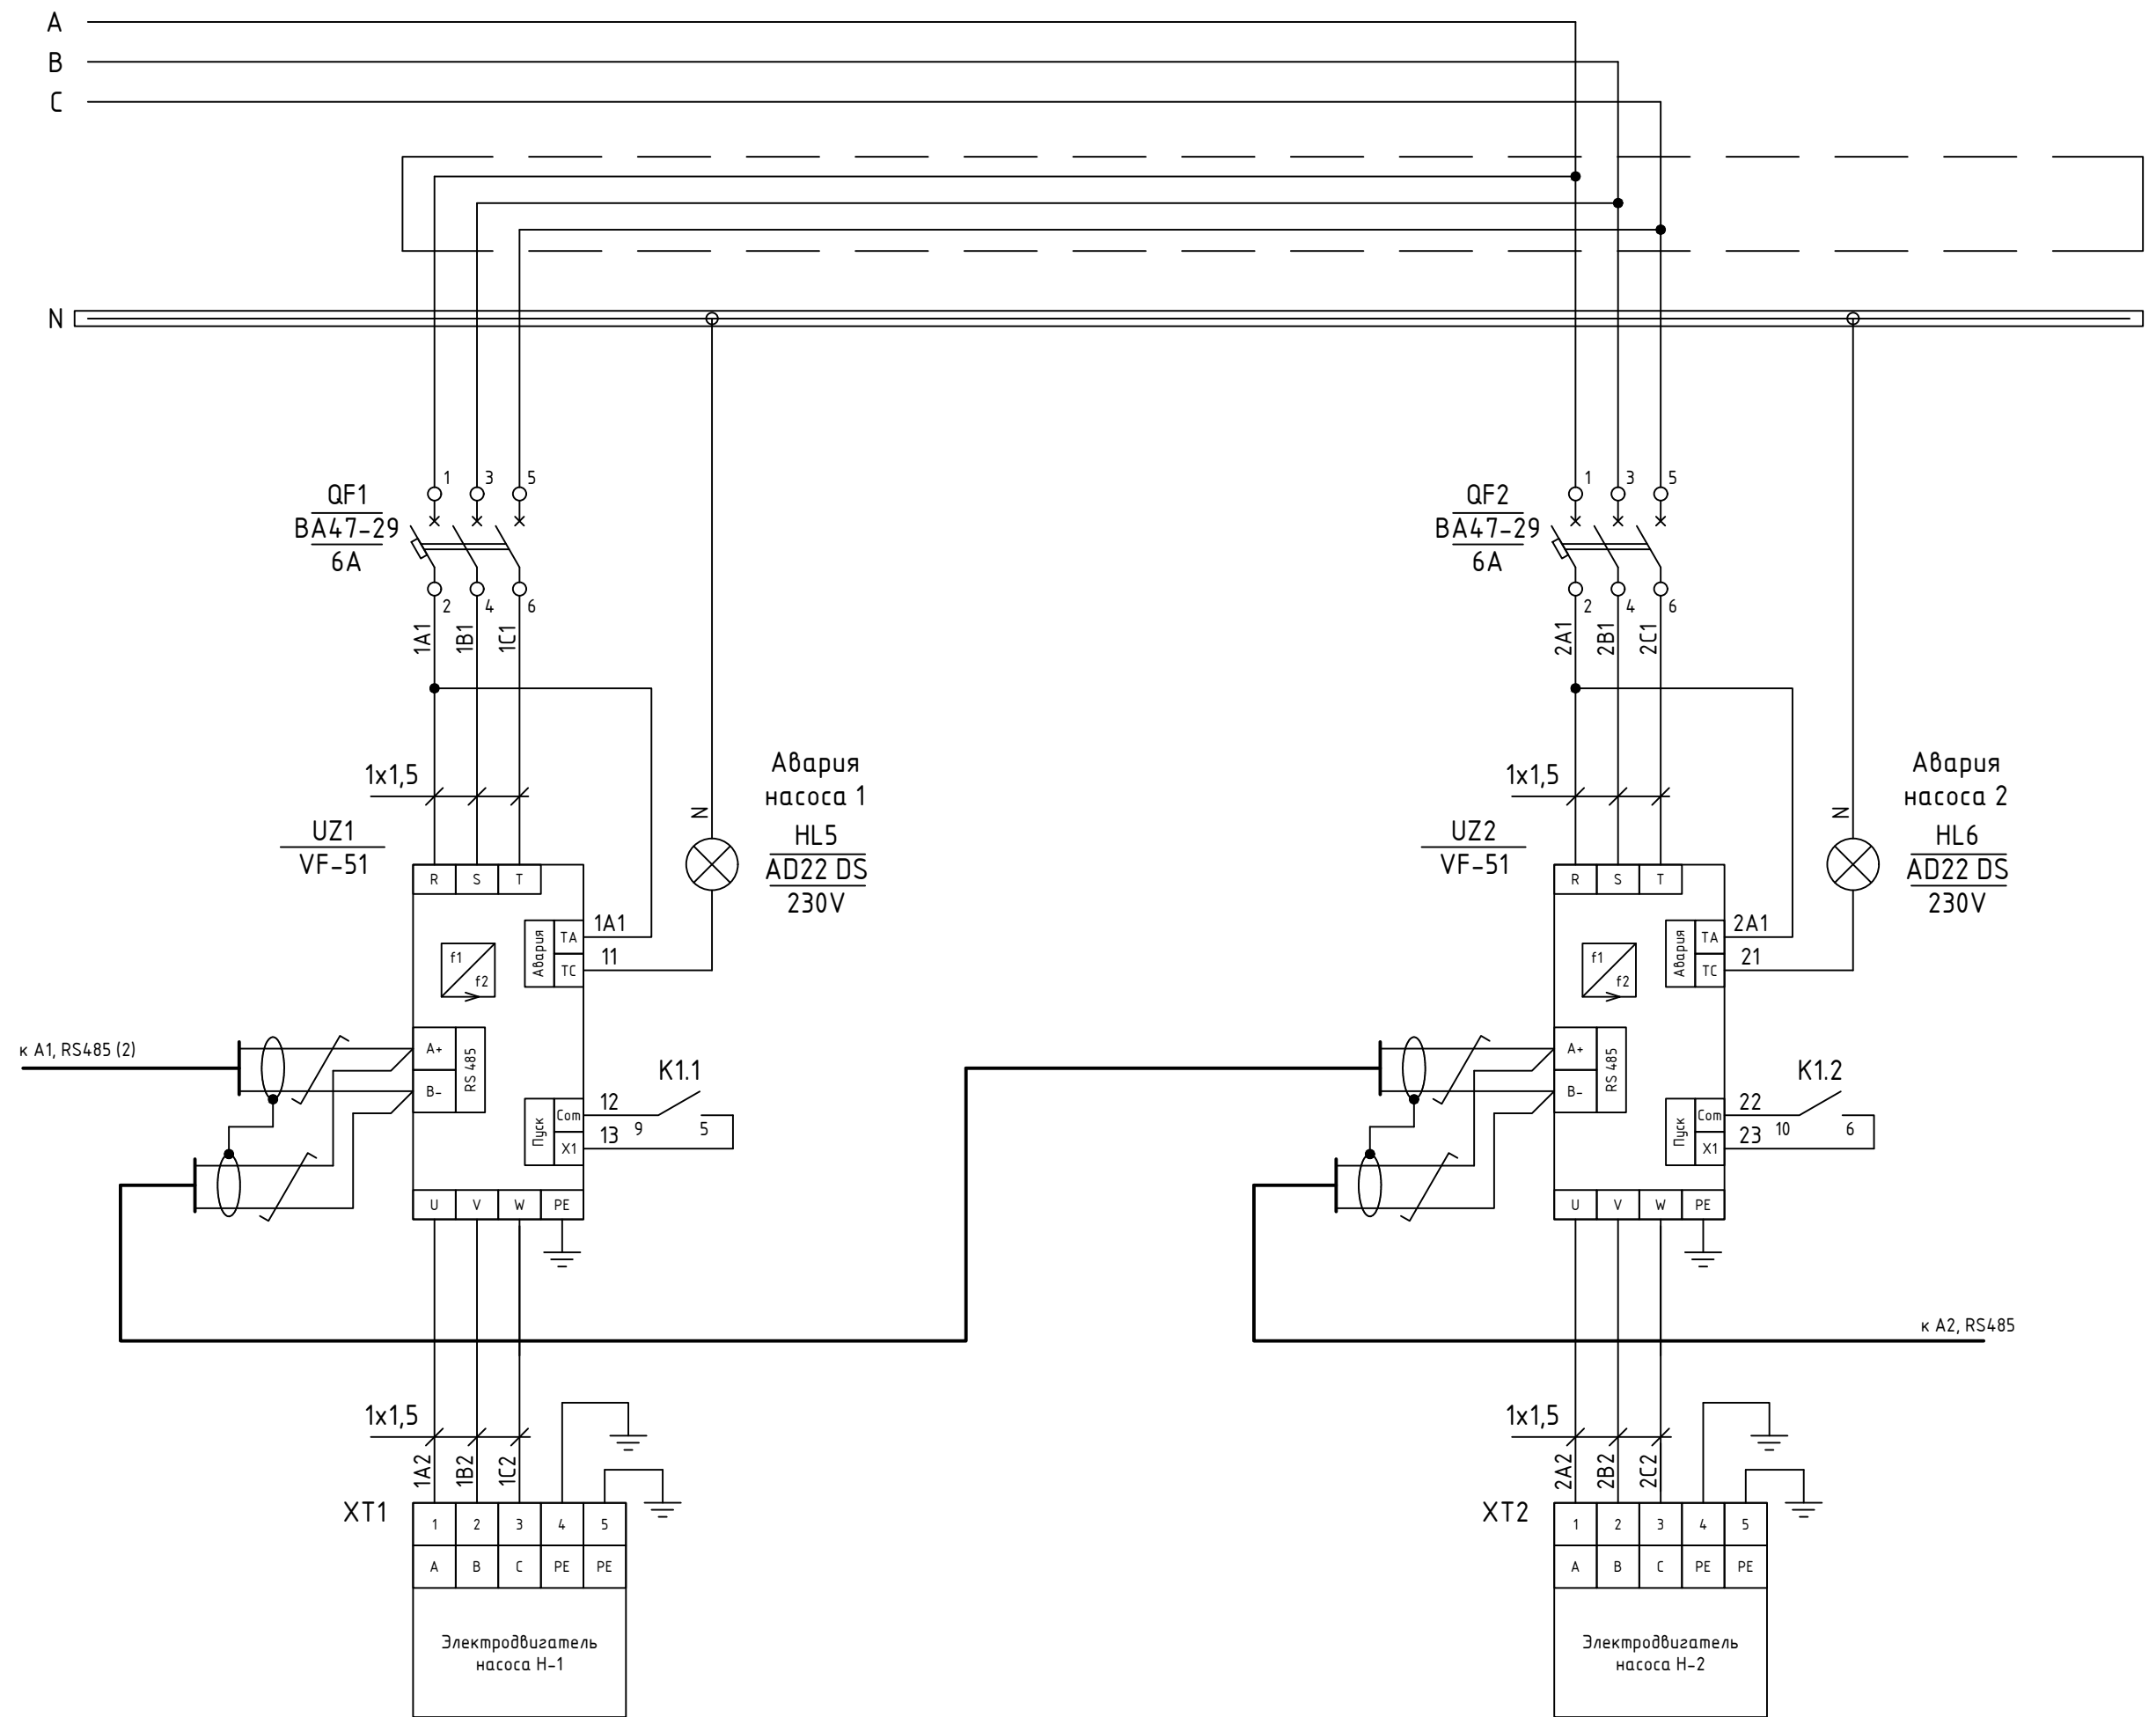 A
B
C
N
1 3 5
QF1
ВА47-29
6А
2 4 6
1A1 1B1 1C1
1x1,5
UZ1
VF-51
R S T
Авария
TA
TC
1A1
11
f1
f2
N
Авария
насоса 1
HL5
AD22 DS
230V
к А1, RS485 (2)
A+
B-
RS 485
Пуск
Com
X1
12
13
K1.1
9 5
U V W PE
1x1,5
1A2 1B2 1C2
XT1
1 2 3 4 5
A B C PE PE
Электродвигатель
насоса Н-1
1 3 5
QF2
ВА47-29
6А
2 4 6
2A1 2B1 2C1
1x1,5
UZ2
VF-51
R S T
Авария
TA
TC
2A1
21
f1
f2
N
Авария
насоса 2
HL6
AD22 DS
230V
A+
B-
RS 485
Пуск
Com
X1
22
23
K1.2
10 6
U V W PE
к А2, RS485
1x1,5
2A2 2B2 2C2
XT2
1 2 3 4 5
A B C PE PE
Электродвигатель
насоса Н-2